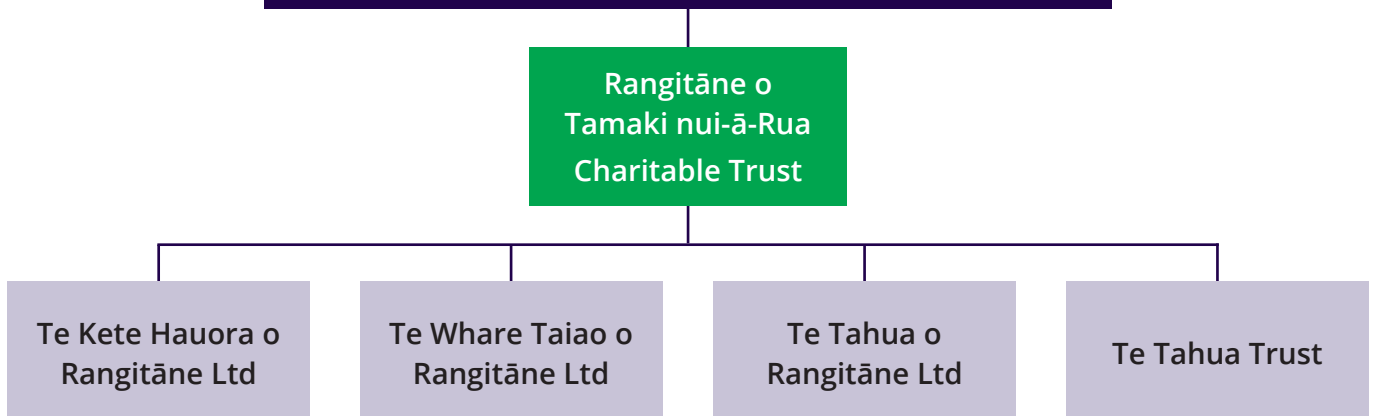 Rangitāne o
Tamaki nui-ā-Rua
Charitable Trust
Te Kete Hauora o
Rangitāne Ltd
Te Whare Taiao o
Rangitāne Ltd
Te Tahua o
Rangitāne Ltd
Te Tahua Trust